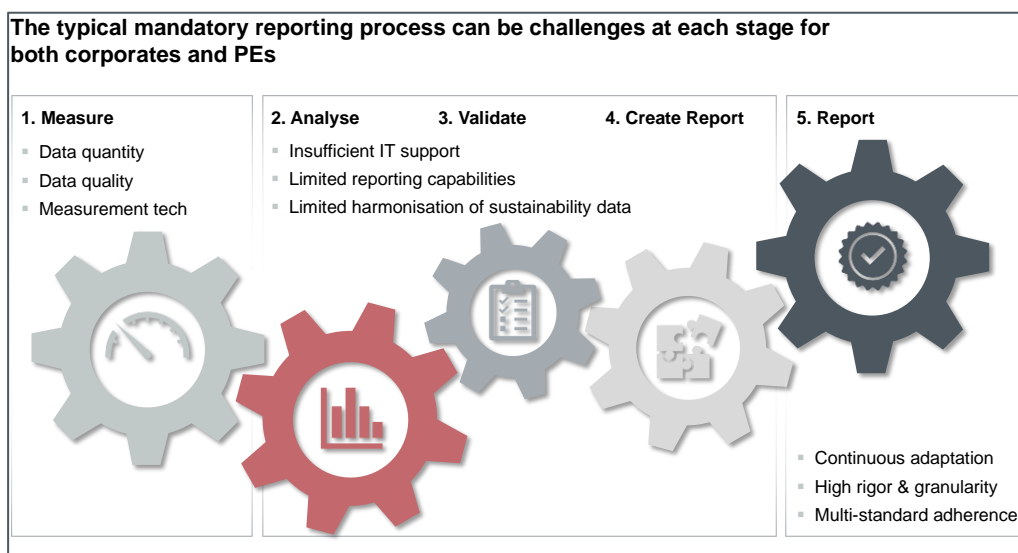 The typical mandatory reporting process can be challenges at each stage for
both corporates and PEs
1. Measure
Data quantity
Data quality
Measurement tech
2. Analyse
3. Validate
4. Create Report
Insufficient IT support
Limited reporting capabilities
Limited harmonisation of sustainability data
5. Report
Continuous adaptation
High rigor & granularity
Multi-standard adherence